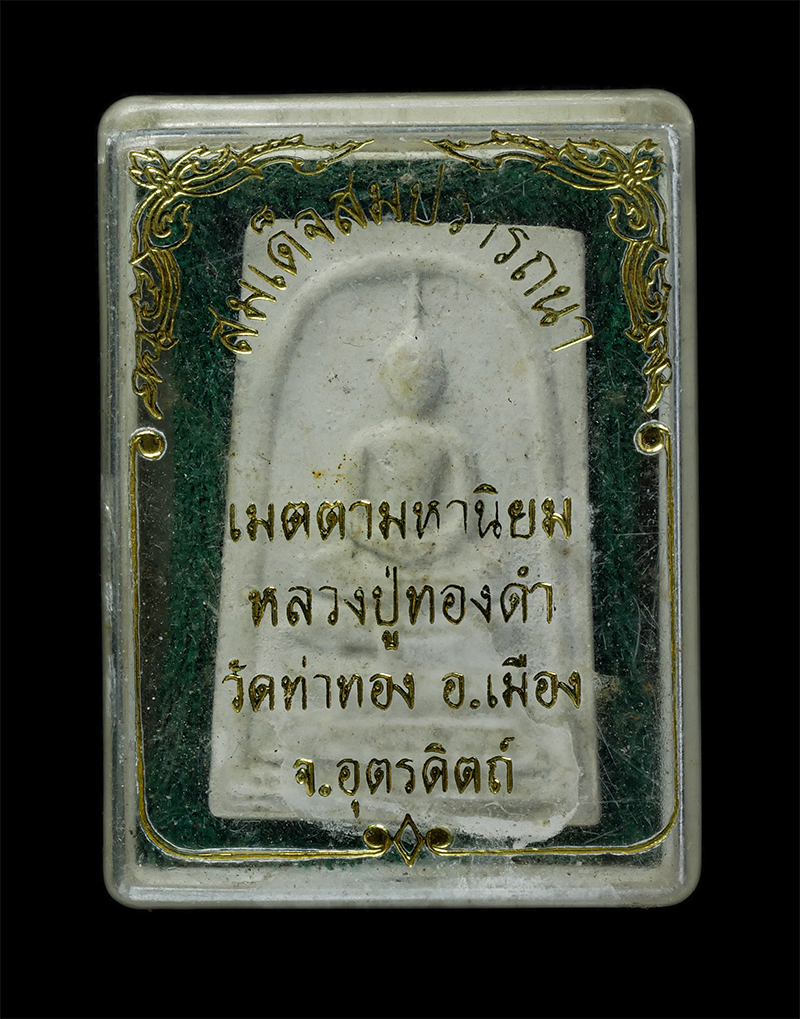 สมเด็จสมปรารถนา
เมตตามหานิยม
หลวงปู่ทองดำ
วัดท่าทอง อ.เมือง
จ.อุตรดิตถ์